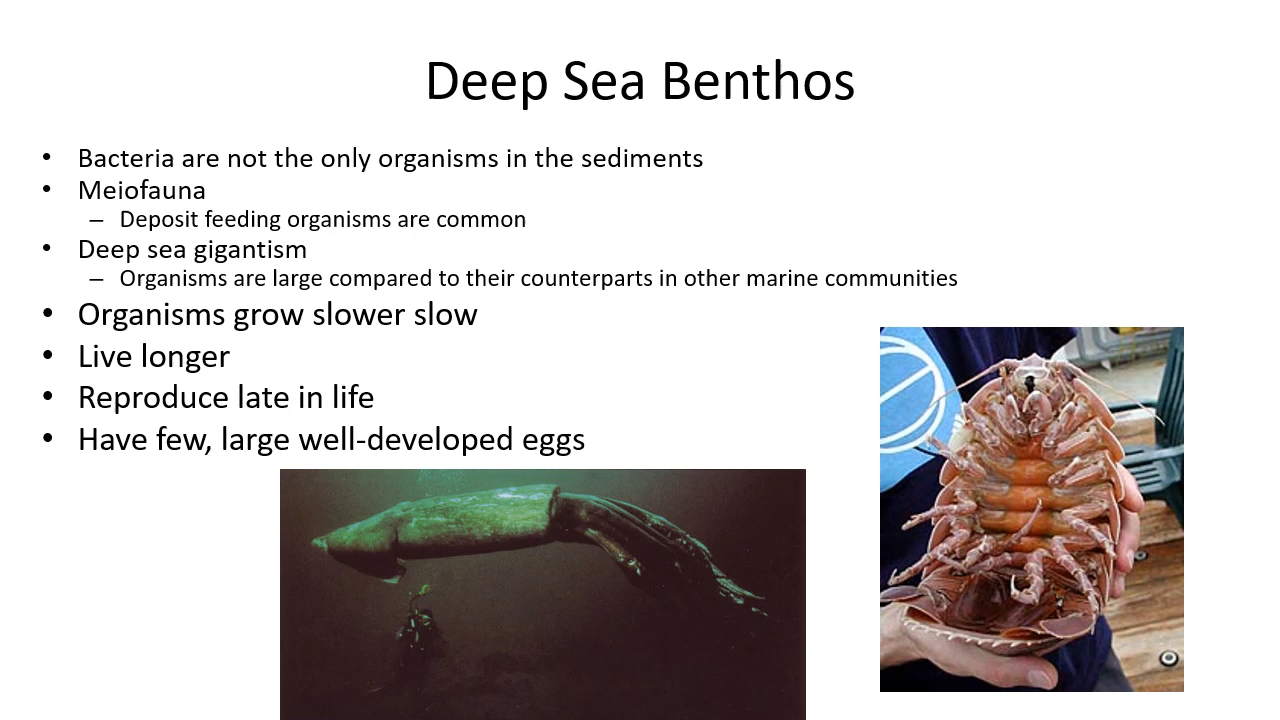 Deep Sea Benthos
• Bacteria are not the only organisms in the sediments
• Meiofauna
– Deposit feeding organisms are common
• Deep sea gigantism
– Organisms are large compared to their counterparts in other marine communities
• Organisms grow slower slow
• Live longer
• Reproduce late in life
• Have few, large well-developed eggs